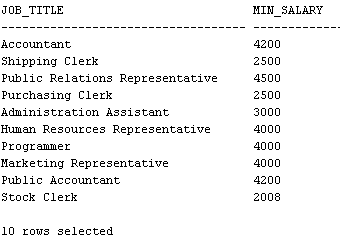 JOB_TITLE MIN_SALARY
----------------------------------- -------------
Accountant 4200
Shipping Clerk 2500
Public Relations Representative 4500
Purchasing Clerk 2500
Administration Assistant 3000
Human Resources Representative 4000
Programmer 4000
Marketing Representative 4000
Public Accountant 4200
Stock Clerk 2008
10 rows selected